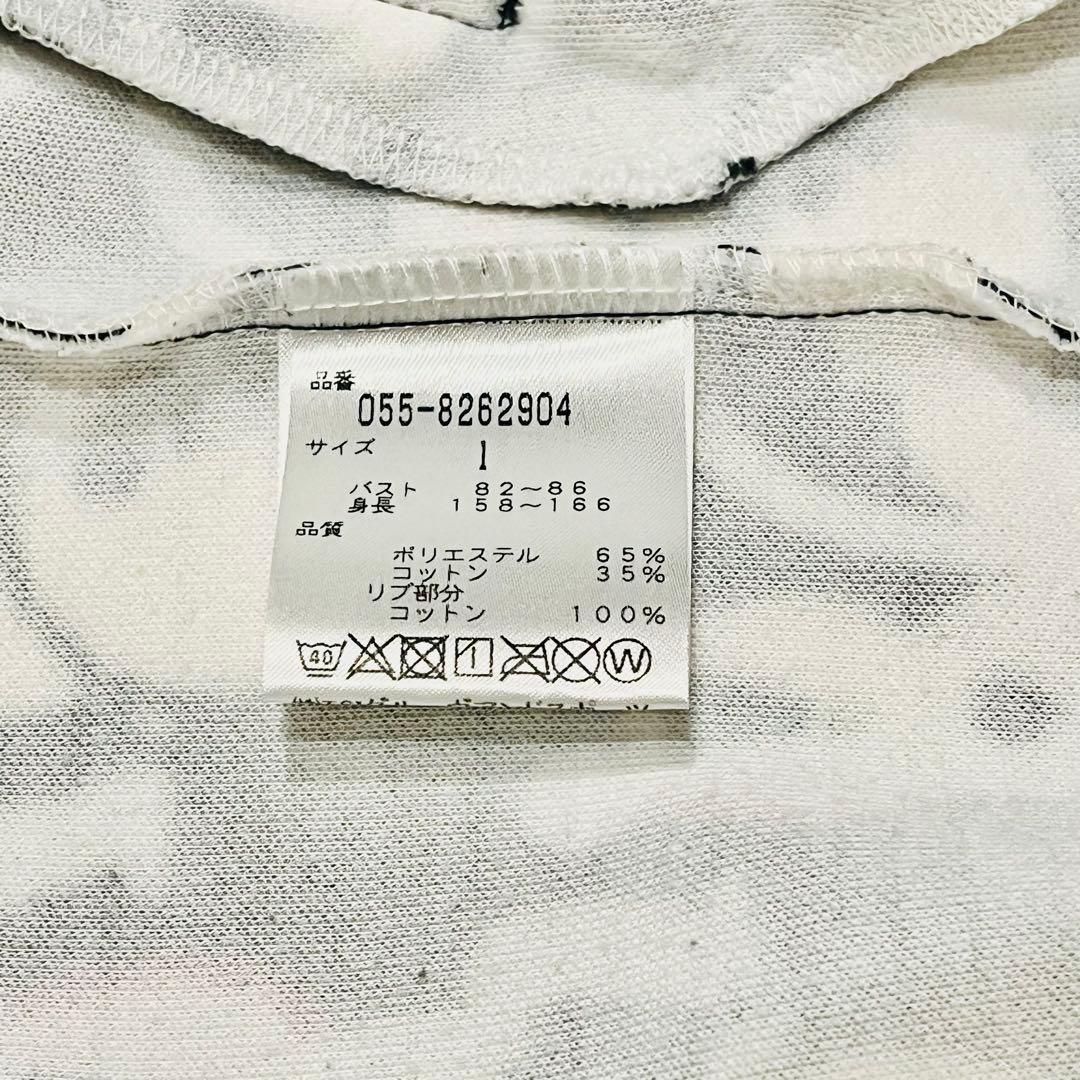 品番
055-8262904
サイズ
1
バスト 82〜86
身長 158〜166
品質
ポリエステル 65%
コットン 35%
リブ部分
コットン 100%
40 1 W